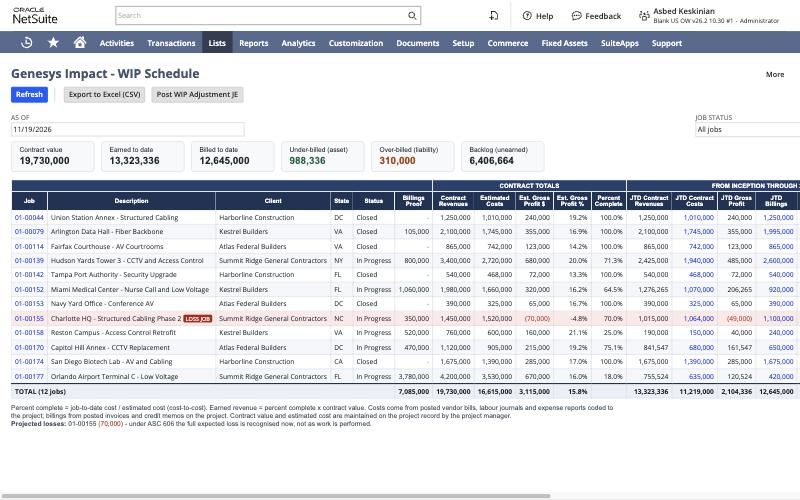 ORACLE
NetSuite
Search
Help
Feedback
Asbed Keskinian
Blank US OW v26.2 10.30 #1 - Administrator
Activities Transactions Lists Reports Analytics Customization Documents Setup Commerce Fixed Assets SuiteApps Support
Genesys Impact - WIP Schedule
More
Refresh Export to Excel (CSV) Post WIP Adjustment JE
AS OF JOB STATUS
11/19/2026 All jobs
Contract value Earned to date Billed to date Under-billed (asset) Over-billed (liability) Backlog (unearned)
19,730,000 13,323,336 12,645,000 988,336 310,000 6,406,664
CONTRACT TOTALS FROM INCEPTION THROUGH
Job Description Client State Status Billings Proof Contract Revenues Estimated Costs Est. Gross Profit $ Est. Gross Profit % Percent Complete JTD Contract Revenues JTD Contract Costs JTD Gross Profit JTD Billings
01-00044 Union Station Annex - Structured Cabling Harborline Construction DC Closed - 1,250,000 1,010,000 240,000 19.2% 100.0% 1,250,000 1,010,000 240,000 1,250,000
01-00079 Arlington Data Hall - Fiber Backbone Kestrel Builders VA Closed 105,000 2,100,000 1,745,000 355,000 16.9% 100.0% 2,100,000 1,745,000 355,000 1,995,000
01-00114 Fairfax Courthouse - AV Courtrooms Atlas Federal Builders VA Closed - 865,000 742,000 123,000 14.2% 100.0% 865,000 742,000 123,000 865,000
01-00139 Hudson Yards Tower 3 - CCTV and Access Control Summit Ridge General Contractors NY In Progress 800,000 3,400,000 2,720,000 680,000 20.0% 71.3% 2,425,000 1,940,000 485,000 2,600,000
01-00142 Tampa Port Authority - Security Upgrade Harborline Construction FL Closed - 540,000 468,000 72,000 13.3% 100.0% 540,000 468,000 72,000 540,000
01-00152 Miami Medical Center - Nurse Call and Low Voltage Kestrel Builders FL In Progress 1,060,000 1,980,000 1,660,000 320,000 16.2% 64.5% 1,276,265 1,070,000 206,265 920,000
01-00153 Navy Yard Office - Conference AV Atlas Federal Builders DC Closed - 390,000 325,000 65,000 16.7% 100.0% 390,000 325,000 65,000 390,000
01-00155 Charlotte HQ - Structured Cabling Phase 2 LOSS JOB Summit Ridge General Contractors NC In Progress 350,000 1,450,000 1,520,000 (70,000) -4.8% 70.0% 1,015,000 1,064,000 (49,000) 1,100,000
01-00158 Reston Campus - Access Control Retrofit Kestrel Builders VA In Progress 520,000 760,000 600,000 160,000 21.1% 25.0% 190,000 150,000 40,000 240,000
01-00170 Capitol Hill Annex - CCTV Replacement Atlas Federal Builders DC In Progress 470,000 1,120,000 905,000 215,000 19.2% 75.1% 841,547 680,000 161,547 650,000
01-00174 San Diego Biotech Lab - AV and Cabling Harborline Construction CA Closed - 1,675,000 1,390,000 285,000 17.0% 100.0% 1,675,000 1,390,000 285,000 1,675,000
01-00177 Orlando Airport Terminal C - Low Voltage Summit Ridge General Contractors FL In Progress 3,780,000 4,200,000 3,530,000 670,000 16.0% 18.0% 755,524 635,000 120,524 420,000
TOTAL (12 jobs) 7,085,000 19,730,000 16,615,000 3,115,000 15.8% 13,323,336 11,219,000 2,104,336 12,645,000
Percent complete = job-to-date cost / estimated cost (cost-to-cost). Earned revenue = percent complete x contract value. Costs come from posted vendor bills, labour journals and expense reports coded to
the project; billings from posted invoices and credit memos on the project. Contract value and estimated cost are maintained on the project record by the project manager.
Projected losses: 01-00155 (70,000) - under ASC 606 the full expected loss is recognised now, not as work is performed.